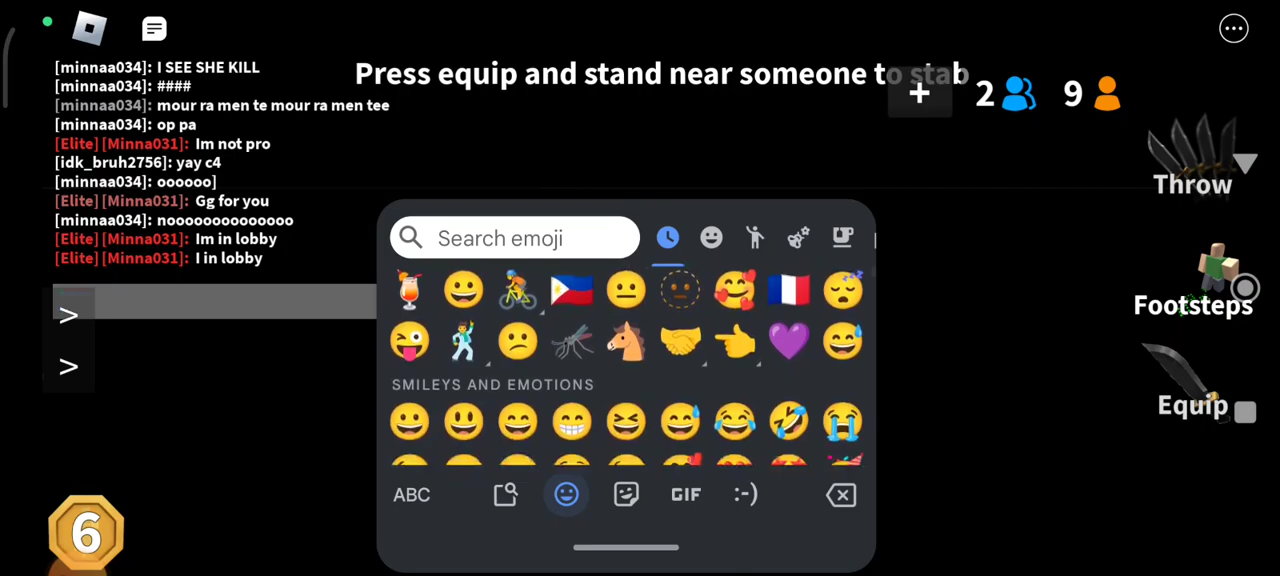 [minnaa034]: I SEE SHE KILL
[minnaa034]: ####
[minnaa034]: mour ra men te mour ra men tee
[minnaa034]: op pa
[Elite] [Minna031]: Im not pro
[idk_bruh2756]: yay c4
[minnaa034]: oooooo]
[Elite] [Minna031]: Gg for you
[minnaa034]: noooooooooooooo
[Elite] [Minna031]: Im in lobby
[Elite] [Minna031]: I in lobby
>
>
Press equip and stand near someone to stab
+
2
9
Throw
Footsteps
Equip
Search emoji
SMILEYS AND EMOTIONS
ABC
GIF
:-)
6